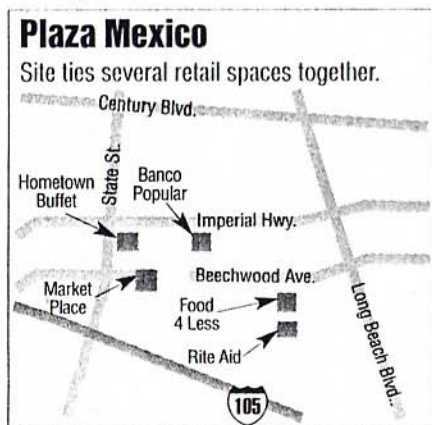 Plaza Mexico
Site ties several retail spaces together.
Century Blvd.
State St.
Hometown
Buffet
Banco
Popular
Imperial Hwy.
Beechwood Ave.
Market
Place
Food
4 Less
Long Beach Blvd..
Rite Aid
105